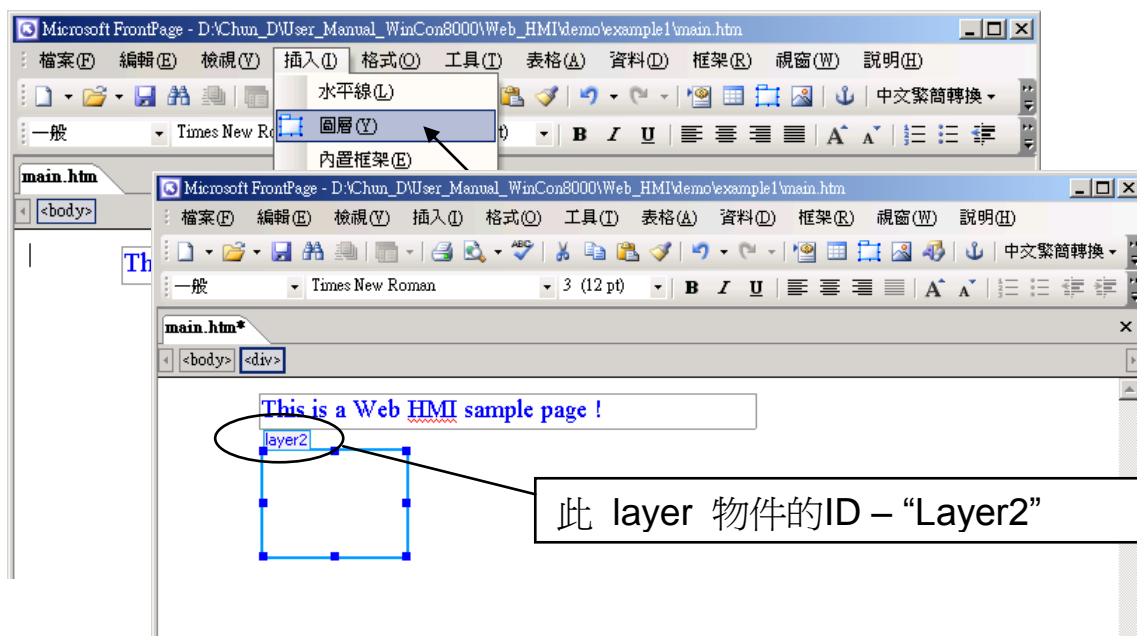 Microsoft FrontPage - D:\Chun_D\User_Manual_WinCon8000\Web_HMI\demo\example1\main.htm
檔案(F) 編輯(E) 檢視(V) 插入(I) 格式(O) 工具(T) 表格(A) 資料(D) 框架(R) 視窗(W) 說明(H)
水平線(L)
中文繁簡轉換
一般 Times New Ro
圖層(Y)
B I U A A
內置框架(E)
main.htm
<body>
Th
Microsoft FrontPage - D:\Chun_D\User_Manual_WinCon8000\Web_HMI\demo\example1\main.htm
檔案(F) 編輯(E) 檢視(V) 插入(I) 格式(O) 工具(T) 表格(A) 資料(D) 框架(R) 視窗(W) 說明(H)
ABC 中文繁簡轉換
一般 Times New Roman 3 (12 pt) B I U A A
main.htm*
<body> <div>
This is a Web HMI sample page !
layer2
此 layer 物件的ID – “Layer2”